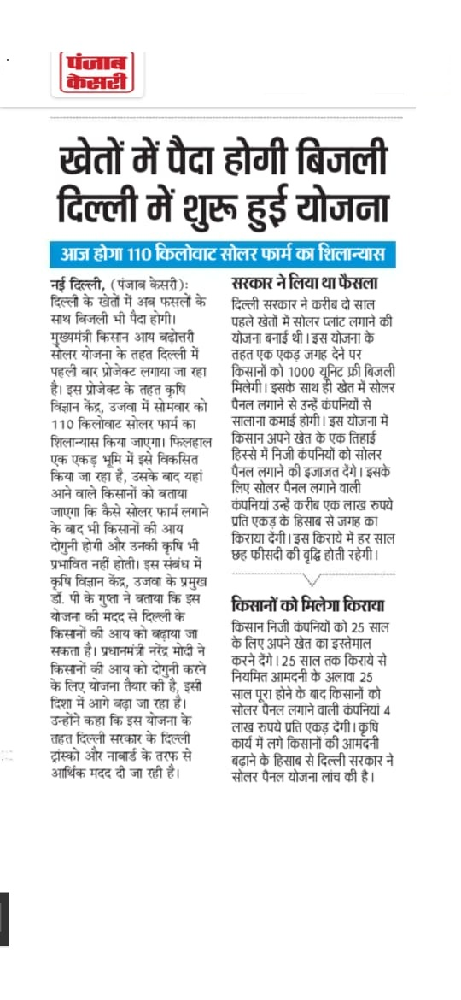 पंजाब
केसरी
खेतों में पैदा होगी बिजली
दिल्ली में शुरू हुई योजना
आज होगा 110 किलोवाट सोलर फार्म का शिलान्यास
नई दिल्ली, (पंजाब केसरी):
दिल्ली के खेतों में अब फसलों के
साथ बिजली भी पैदा होगी।
मुख्यमंत्री किसान आय बढ़ोत्तरी
सोलर योजना के तहत दिल्ली में
पहली बार प्रोजेक्ट लगाया जा रहा
है। इस प्रोजेक्ट के तहत कृषि
विज्ञान केंद्र, उजवा में सोमवार को
110 किलोवाट सोलर फार्म का
शिलान्यास किया जाएगा। फिलहाल
एक एकड़ भूमि में इसे विकसित
किया जा रहा है, उसके बाद यहां
आने वाले किसानों को बताया
जाएगा कि कैसे सोलर फार्म लगाने
के बाद भी किसानों की आय
दोगुनी होगी और उनकी कृषि भी
प्रभावित नहीं होती। इस संबंध में
कृषि विज्ञान केंद्र, उजवा के प्रमुख
डॉ. पी के गुप्ता ने बताया कि इस
योजना की मदद से दिल्ली के
किसानों की आय को बढ़ाया जा
सकता है। प्रधानमंत्री नरेंद्र मोदी ने
किसानों की आय को दोगुनी करने
के लिए योजना तैयार की है, इसी
दिशा में आगे बढ़ा जा रहा है।
उन्होंने कहा कि इस योजना के
तहत दिल्ली सरकार के दिल्ली
ट्रांस्को और नाबार्ड के तरफ से
आर्थिक मदद दी जा रही है।
सरकार ने लिया था फैसला
दिल्ली सरकार ने करीब दो साल
पहले खेतों में सोलर प्लांट लगाने की
योजना बनाई थी। इस योजना के
तहत एक एकड़ जगह देने पर
किसानों को 1000 यूनिट फ्री बिजली
मिलेगी। इसके साथ ही खेत में सोलर
पैनल लगाने से उन्हें कंपनियों से
सालाना कमाई होगी। इस योजना में
किसान अपने खेत के एक तिहाई
हिस्से में निजी कंपनियों को सोलर
पैनल लगाने की इजाजत देंगे। इसके
लिए सोलर पैनल लगाने वाली
कंपनियां उन्हें करीब एक लाख रुपये
प्रति एकड़ के हिसाब से जगह का
किराया देंगी। इस किराये में हर साल
छह फीसदी की वृद्धि होती रहेगी।
किसानों को मिलेगा किराया
किसान निजी कंपनियों को 25 साल
के लिए अपने खेत का इस्तेमाल
करने देंगे। 25 साल तक किराये से
नियमित आमदनी के अलावा 25
साल पूरा होने के बाद किसानों को
सोलर पैनल लगाने वाली कंपनियां 4
लाख रुपये प्रति एकड़ देंगी। कृषि
कार्य में लगे किसानों की आमदनी
बढ़ाने के हिसाब से दिल्ली सरकार ने
सोलर पैनल योजना लांच की है।